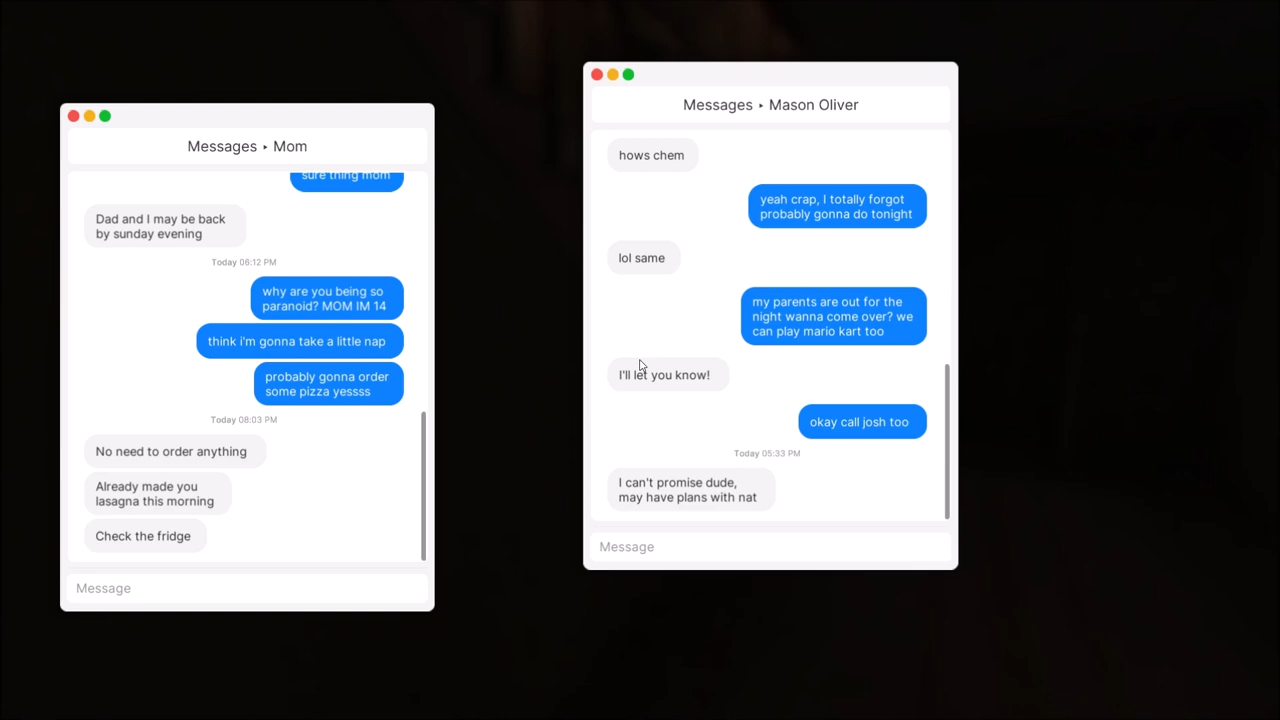 Messages ▸ Mom
sure thing mom
Dad and I may be back
by sunday evening
Today 06:12 PM
why are you being so
paranoid? MOM IM 14
think i'm gonna take a little nap
probably gonna order
some pizza yessss
Today 08:03 PM
No need to order anything
Already made you
lasagna this morning
Check the fridge
Message
Messages ▸ Mason Oliver
hows chem
yeah crap, I totally forgot
probably gonna do tonight
lol same
my parents are out for the
night wanna come over? we
can play mario kart too
I'll let you know!
okay call josh too
Today 05:33 PM
I can't promise dude,
may have plans with nat
Message